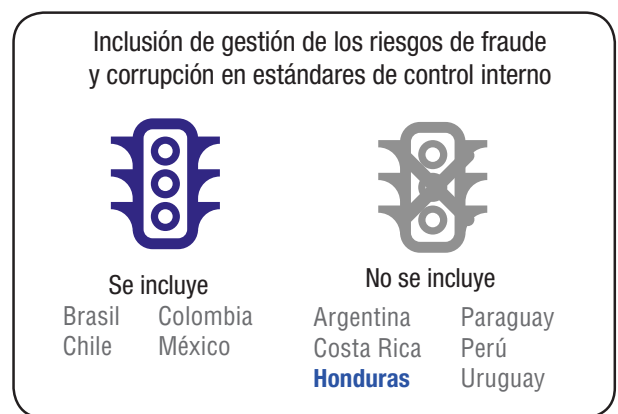 Inclusión de gestión de los riesgos de fraude
y corrupción en estándares de control interno
Se incluye
Brasil Colombia
Chile México
No se incluye
Argentina Paraguay
Costa Rica Perú
Honduras Uruguay